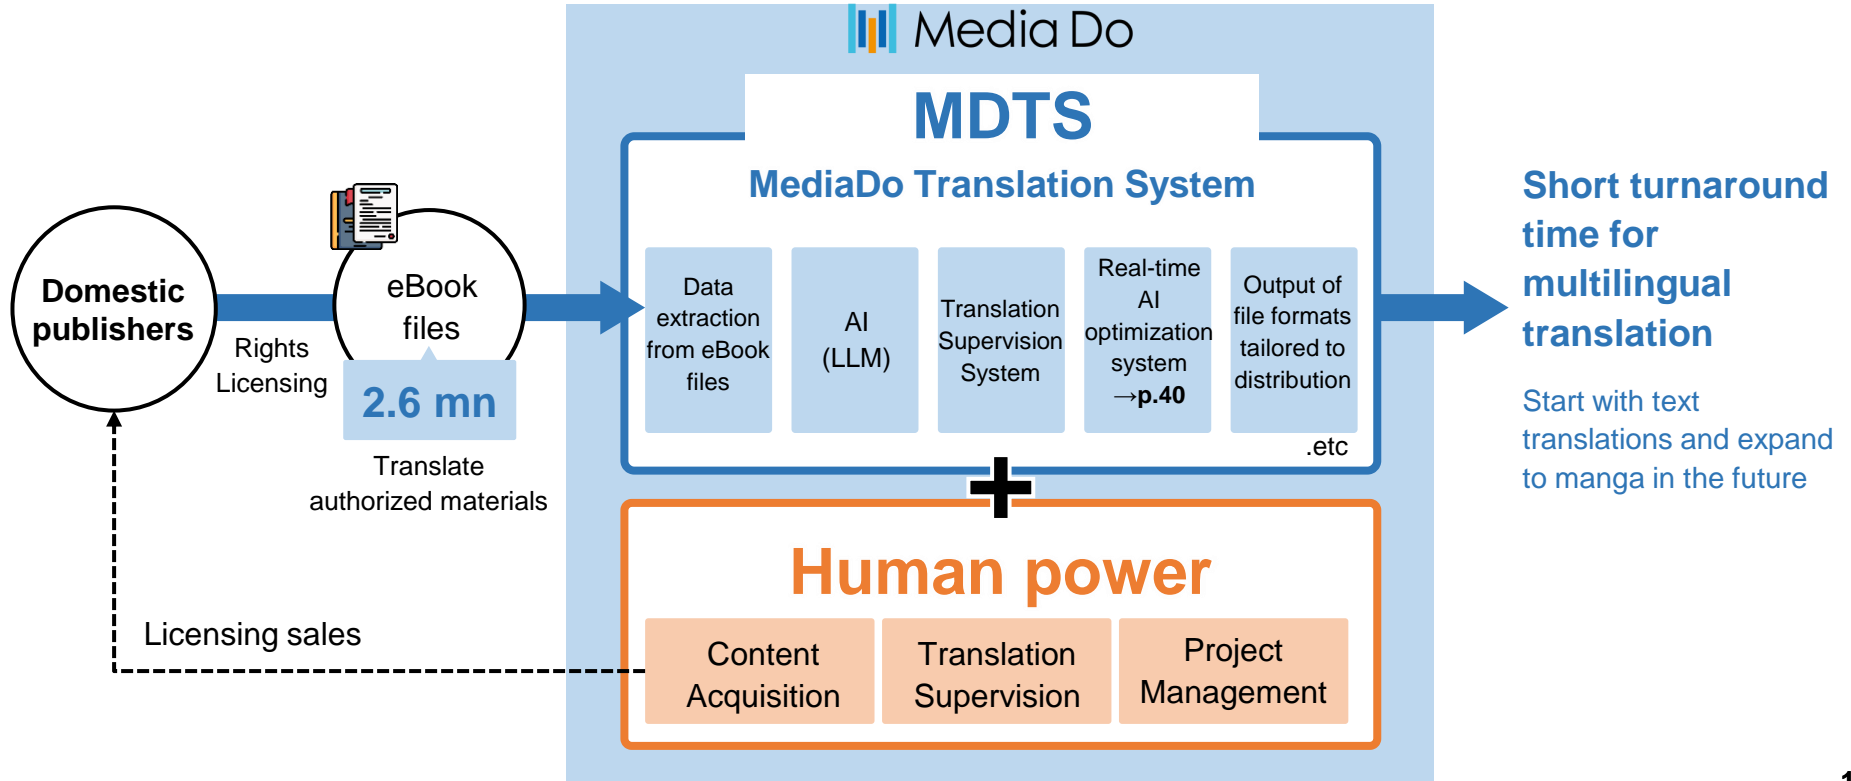 Media Do
MDTS
MediaDo Translation System
Domestic
publishers
Rights
Licensing
eBook
files
2.6 mn
Translate
authorized materials
Data
extraction
from eBook
files
AI
(LLM)
Translation
Supervision
System
Real-time
AI
optimization
system
→p.40
Output of
file formats
tailored to
distribution
.etc
Short turnaround
time for
multilingual
translation
Start with text
translations and expand
to manga in the future
Human power
Content
Acquisition
Translation
Supervision
Project
Management
Licensing sales